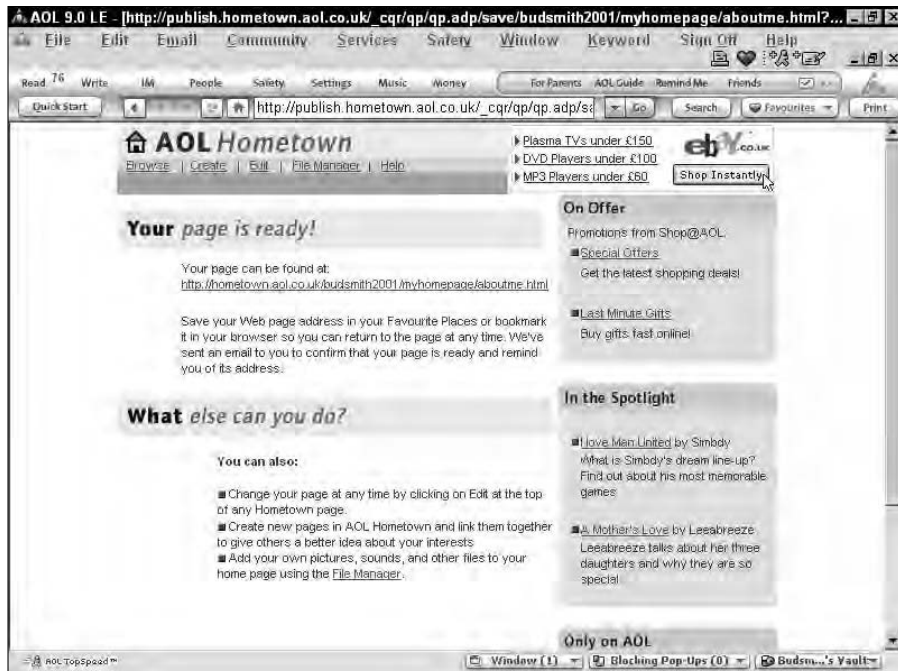 AOL 9.0 LE - [http://publish.hometown.aol.co.uk/_cqr/qp/qp.adp/save/budsmith2001/myhomepage/aboutme.html?...
File Edit Email Community Services Safety Window Keyword Sign Off Help
Read 76 Write IM People Safety Settings Music Money For Parents AOL Guide Remind Me Friends
Quick Start http://publish.hometown.aol.co.uk/_cqr/qp/qp.adp/sa Go Search Favourites Print
AOL Hometown
Browse | Create | Edit | File Manager | Help
Plasma TVs under £150
DVD Players under £100
MP3 Players under £60
ebY.co.uk
Shop Instantly
Your page is ready!
Your page can be found at:
http://hometown.aol.co.uk/budsmith2001/myhomepage/aboutme.html
Save your Web page address in your Favourite Places or bookmark
it in your browser so you can return to the page at any time. We've
sent an email to you to confirm that your page is ready and remind
you of its address.
What else can you do?
You can also:
Change your page at any time by clicking on Edit at the top
of any Hometown page.
Create new pages in AOL Hometown and link them together
to give others a better idea about your interests
Add your own pictures, sounds, and other files to your
home page using the File Manager.
On Offer
Promotions from Shop@AOL.
Special Offers
Get the latest shopping deals!
Last Minute Gifts
Buy gifts fast online!
In the Spotlight
I love Man United by Simbdy
What is Simbdy's dream line-up?
Find out about his most memorable
games
A Mother's Love by Leeabreeze
Leeabreeze talks about her three
daughters and why they are so
special
Only on AOL
AOL TopSpeed™ Window (1) Blocking Pop-Ups (0) Budsm...'s Vault